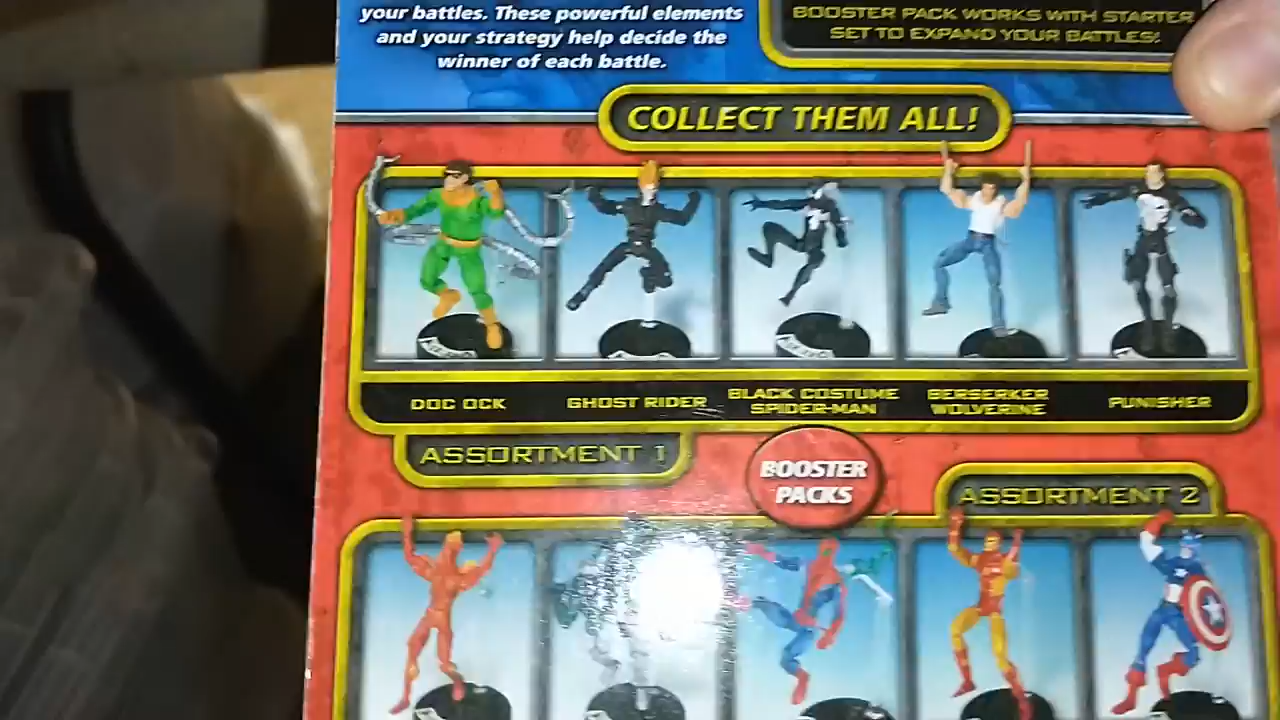 your battles. These powerful elements
and your strategy help decide the
winner of each battle.
BOOSTER PACK WORKS WITH STARTER
SET TO EXPAND YOUR BATTLES!
COLLECT THEM ALL!
DOC OCK
GHOST RIDER
BLACK COSTUME
SPIDER-MAN
BERSERKER
WOLVERINE
PUNISHER
ASSORTMENT 1
BOOSTER
PACKS
ASSORTMENT 2